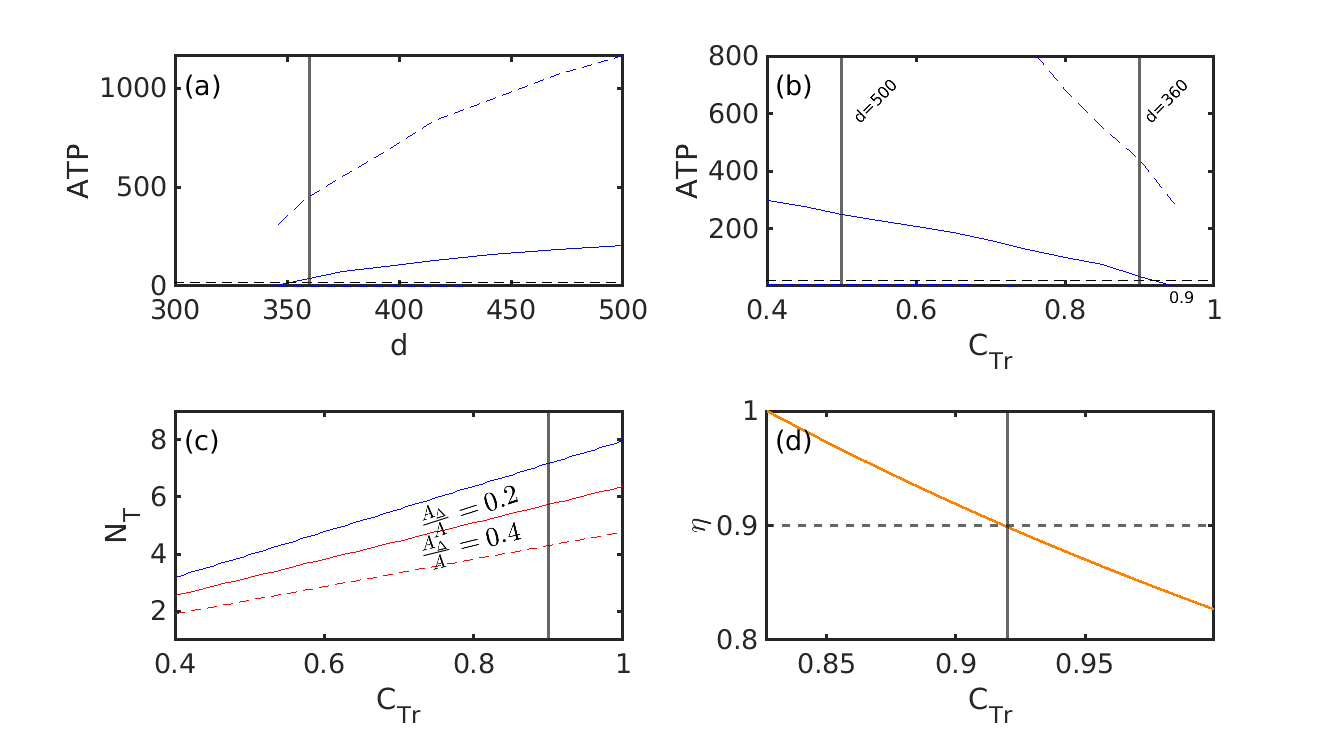 (a)
1000
500
0
ATP
300 350 400 450 500
d
(b)
d=500
d=360
800
600
400
200
ATP
0.9
0.4 0.6 0.8 1
C_Tr
(c)
8
6
4
2
N_T
A_Δ/A = 0.2
A_Δ/A = 0.4
0.4 0.6 0.8 1
C_Tr
(d)
1
0.9
0.8
η
0.85 0.9 0.95
C_Tr